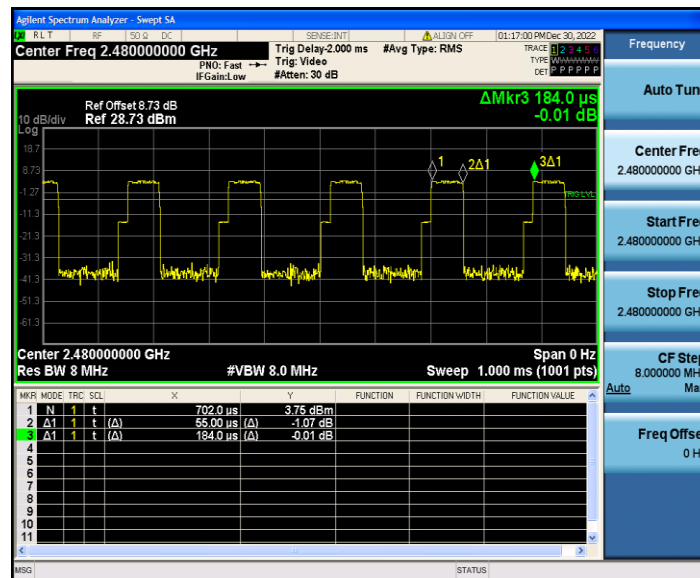 Agilent Spectrum Analyzer - Swept SA
R L T RF 50 Ω DC SENSE:INT ALIGN OFF 01:17:00 PM Dec 30, 2022
Center Freq 2.480000000 GHz
Trig Delay-2.000 ms #Avg Type: RMS
TRACE 1 2 3 4 5 6
PNO: Fast Trig: Video
TYPE
IFGain:Low #Atten: 30 dB
DET P P P P P P
ΔMkr3 184.0 µs
-0.01 dB
Ref Offset 8.73 dB
10 dB/div Ref 28.73 dBm
Log
18.7
8.73
-1.27
-11.3
-21.3
-31.3
-41.3
-51.3
-61.3
1 2Δ1 3Δ1
TRIG LVL
Center 2.480000000 GHz Span 0 Hz
Res BW 8 MHz #VBW 8.0 MHz Sweep 1.000 ms (1001 pts)
MKR MODE TRC SCL X Y FUNCTION FUNCTION WIDTH FUNCTION VALUE
1 N 1 t 702.0 µs 3.75 dBm
2 Δ1 1 t (Δ) 55.00 µs (Δ) -1.07 dB
3 Δ1 1 t (Δ) 184.0 µs (Δ) -0.01 dB
4
5
6
7
8
9
10
11
MSG STATUS
Frequency
Auto Tun
Center Fre
2.480000000 GH
Start Fre
2.480000000 GH
Stop Fre
2.480000000 GH
CF Ste
8.000000 MH
Auto Ma
Freq Offse
0 H